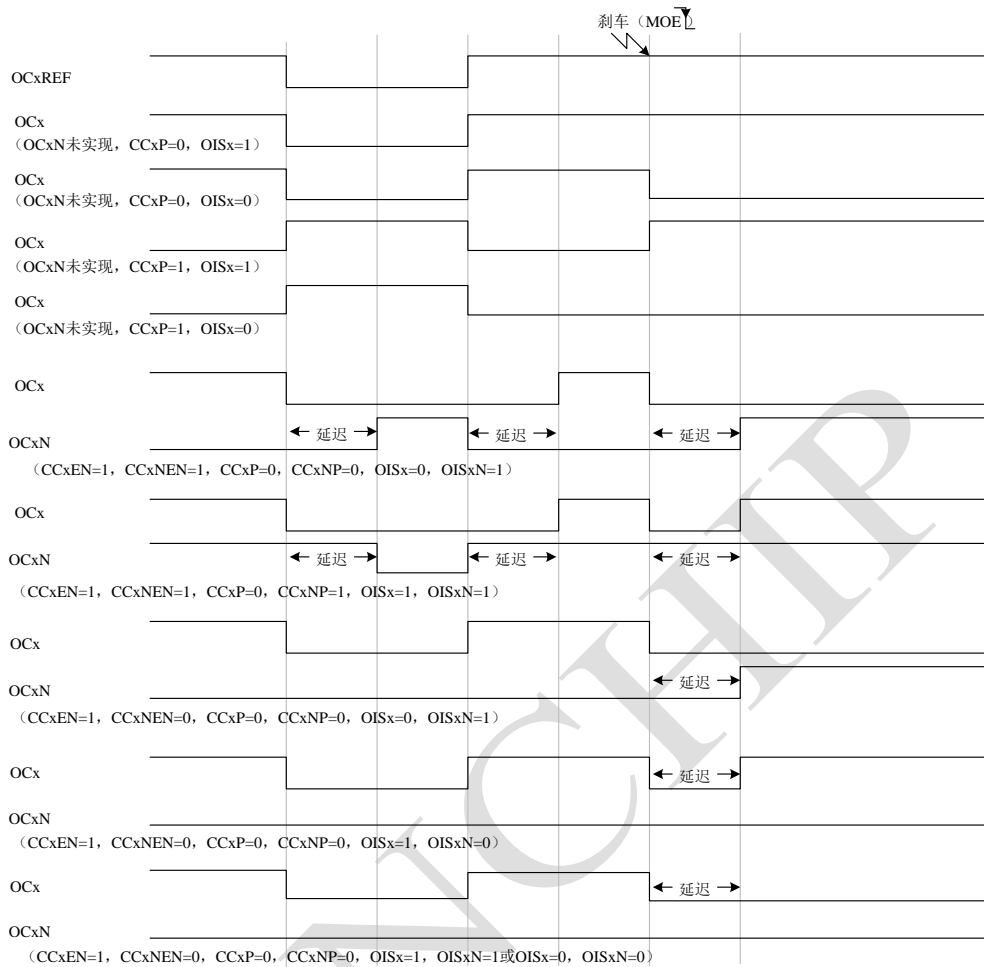 刹车（MOE）
OCxREF
OCx
（OCxN未实现，CCxP=0，OISx=1）
OCx
（OCxN未实现，CCxP=0，OISx=0）
OCx
（OCxN未实现，CCxP=1，OISx=1）
OCx
（OCxN未实现，CCxP=1，OISx=0）
OCx
OCxN 延迟 延迟 延迟
（CCxEN=1，CCxNEN=1，CCxP=0，CCxNP=0，OISx=0，OISxN=1）
OCx
OCxN 延迟 延迟 延迟
（CCxEN=1，CCxNEN=1，CCxP=0，CCxNP=1，OISx=1，OISxN=1）
OCx
OCxN 延迟
（CCxEN=1，CCxNEN=0，CCxP=0，CCxNP=0，OISx=0，OISxN=1）
OCx 延迟
OCxN
（CCxEN=1，CCxNEN=0，CCxP=0，CCxNP=0，OISx=1，OISxN=0）
OCx 延迟
OCxN
（CCxEN=1，CCxNEN=0，CCxP=0，CCxNP=0，OISx=1，OISxN=1或OISx=0，OISxN=0）
NCHIP